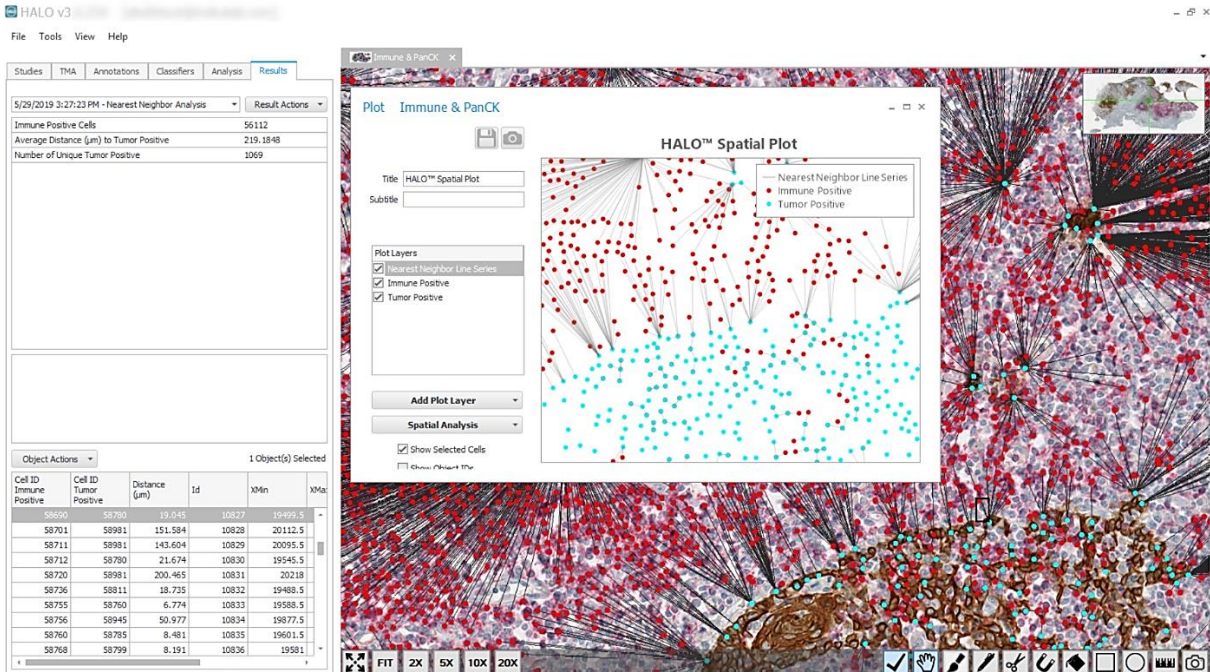 HALO v3
File Tools View Help
Studies TMA Annotations Classifiers Analysis Results
5/29/2019 3:27:23 PM - Nearest Neighbor Analysis
Result Actions
Immune Positive Cells 56112
Average Distance (µm) to Tumor Positive 219.1848
Number of Unique Tumor Positive 1069
Object Actions
1 Object(s) Selected
Cell ID Immune Positive Cell ID Tumor Positive Distance (µm) Id XMin XMa
58690 58780 19.045 10827 19499.5
58701 58981 151.584 10828 20112.5
58711 58981 143.604 10829 20095.5
58712 58780 21.674 10830 19545.5
58720 58981 200.465 10831 20218
58736 58811 18.735 10832 19488.5
58755 58760 6.774 10833 19588.5
58756 58945 50.977 10834 19877.5
58760 58785 8.481 10835 19601.5
58768 58799 8.191 10836 19581
Immune & PanCK
Plot Immune & PanCK
Title HALO™ Spatial Plot
Subtitle
Plot Layers
Nearest Neighbor Line Series
Immune Positive
Tumor Positive
Add Plot Layer
Spatial Analysis
Show Selected Cells
Show Object IDs
HALO™ Spatial Plot
Nearest Neighbor Line Series
Immune Positive
Tumor Positive
FIT 2X 5X 10X 20X